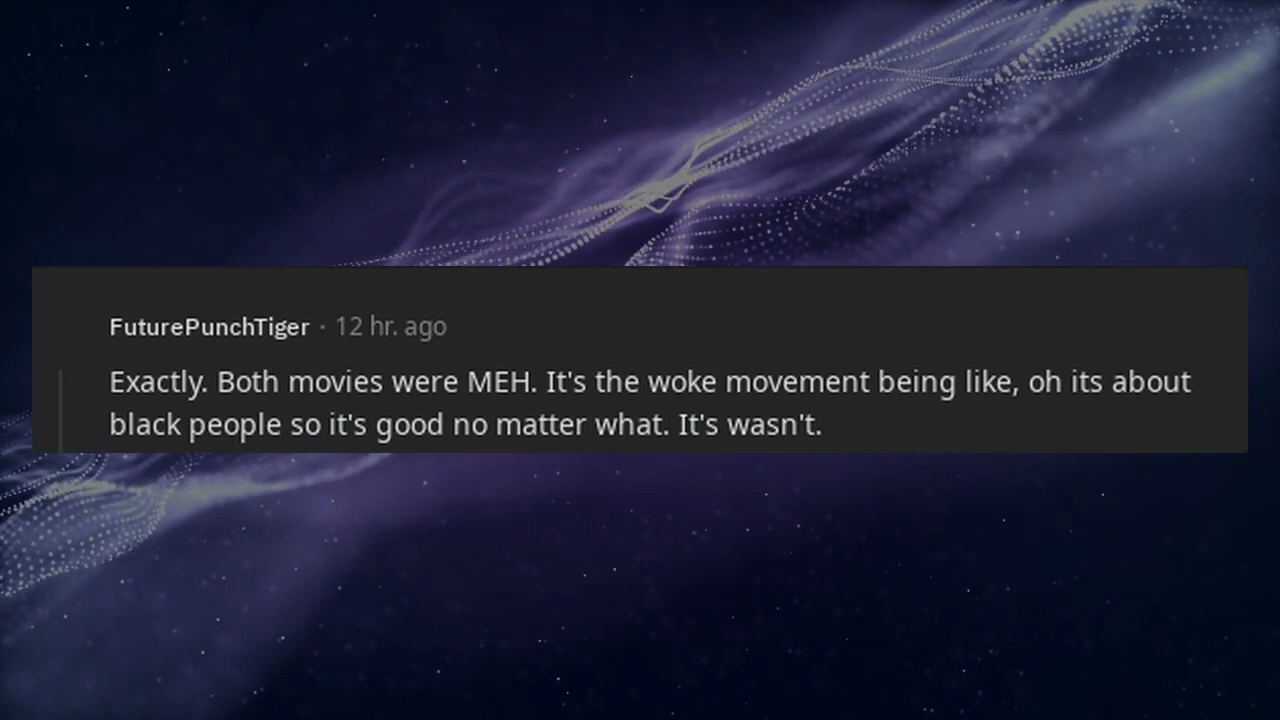 FuturePunchTiger · 12 hr. ago
Exactly. Both movies were MEH. It's the woke movement being like, oh its about
black people so it's good no matter what. It's wasn't.